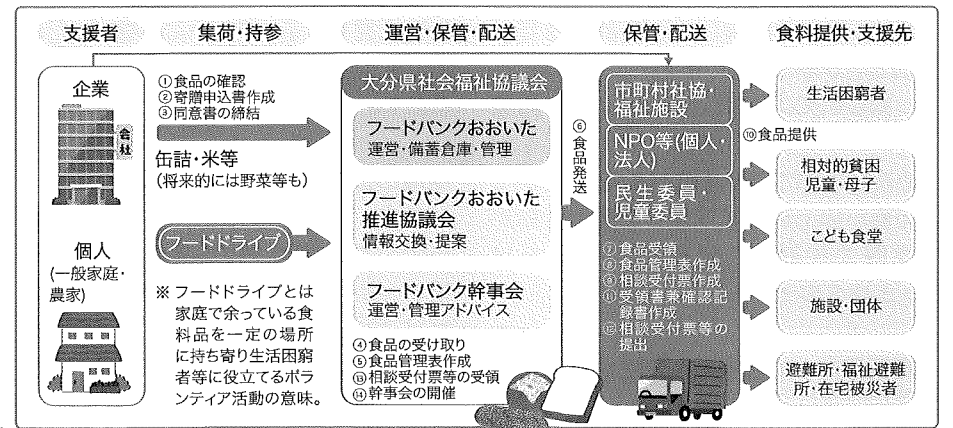 支援者
集荷・持参
運営・保管・配送
保管・配送
食料提供・支援先
企業
会社
個人
(一般家庭・
農家)
①食品の確認
②寄贈申込書作成
③同意書の締結
缶詰・米等
(将来的には野菜等も)
フードドライブ
※ フードドライブとは
家庭で余っている食
料品を一定の場所
に持ち寄り生活困窮
者等に役立てるボラ
ンティア活動の意味。
大分県社会福祉協議会
フードバンクおおいた
運営・備蓄倉庫・管理
フードバンクおおいた
推進協議会
情報交換・提案
フードバンク幹事会
運営・管理アドバイス
④食品の受け取り
⑤食品管理表作成
⑬相談受付票等の受領
⑭幹事会の開催
⑥食品発送
市町村社協・
福祉施設
NPO等(個人・
法人)
民生委員・
児童委員
⑦食品受領
⑧食品管理表作成
⑨相談受付票作成
⑪受領書兼確認記
録書作成
⑫相談受付票等の
提出
⑩食品提供
生活困窮者
相対的貧困
児童・母子
こども食堂
施設・団体
避難所・福祉避難
所・在宅被災者